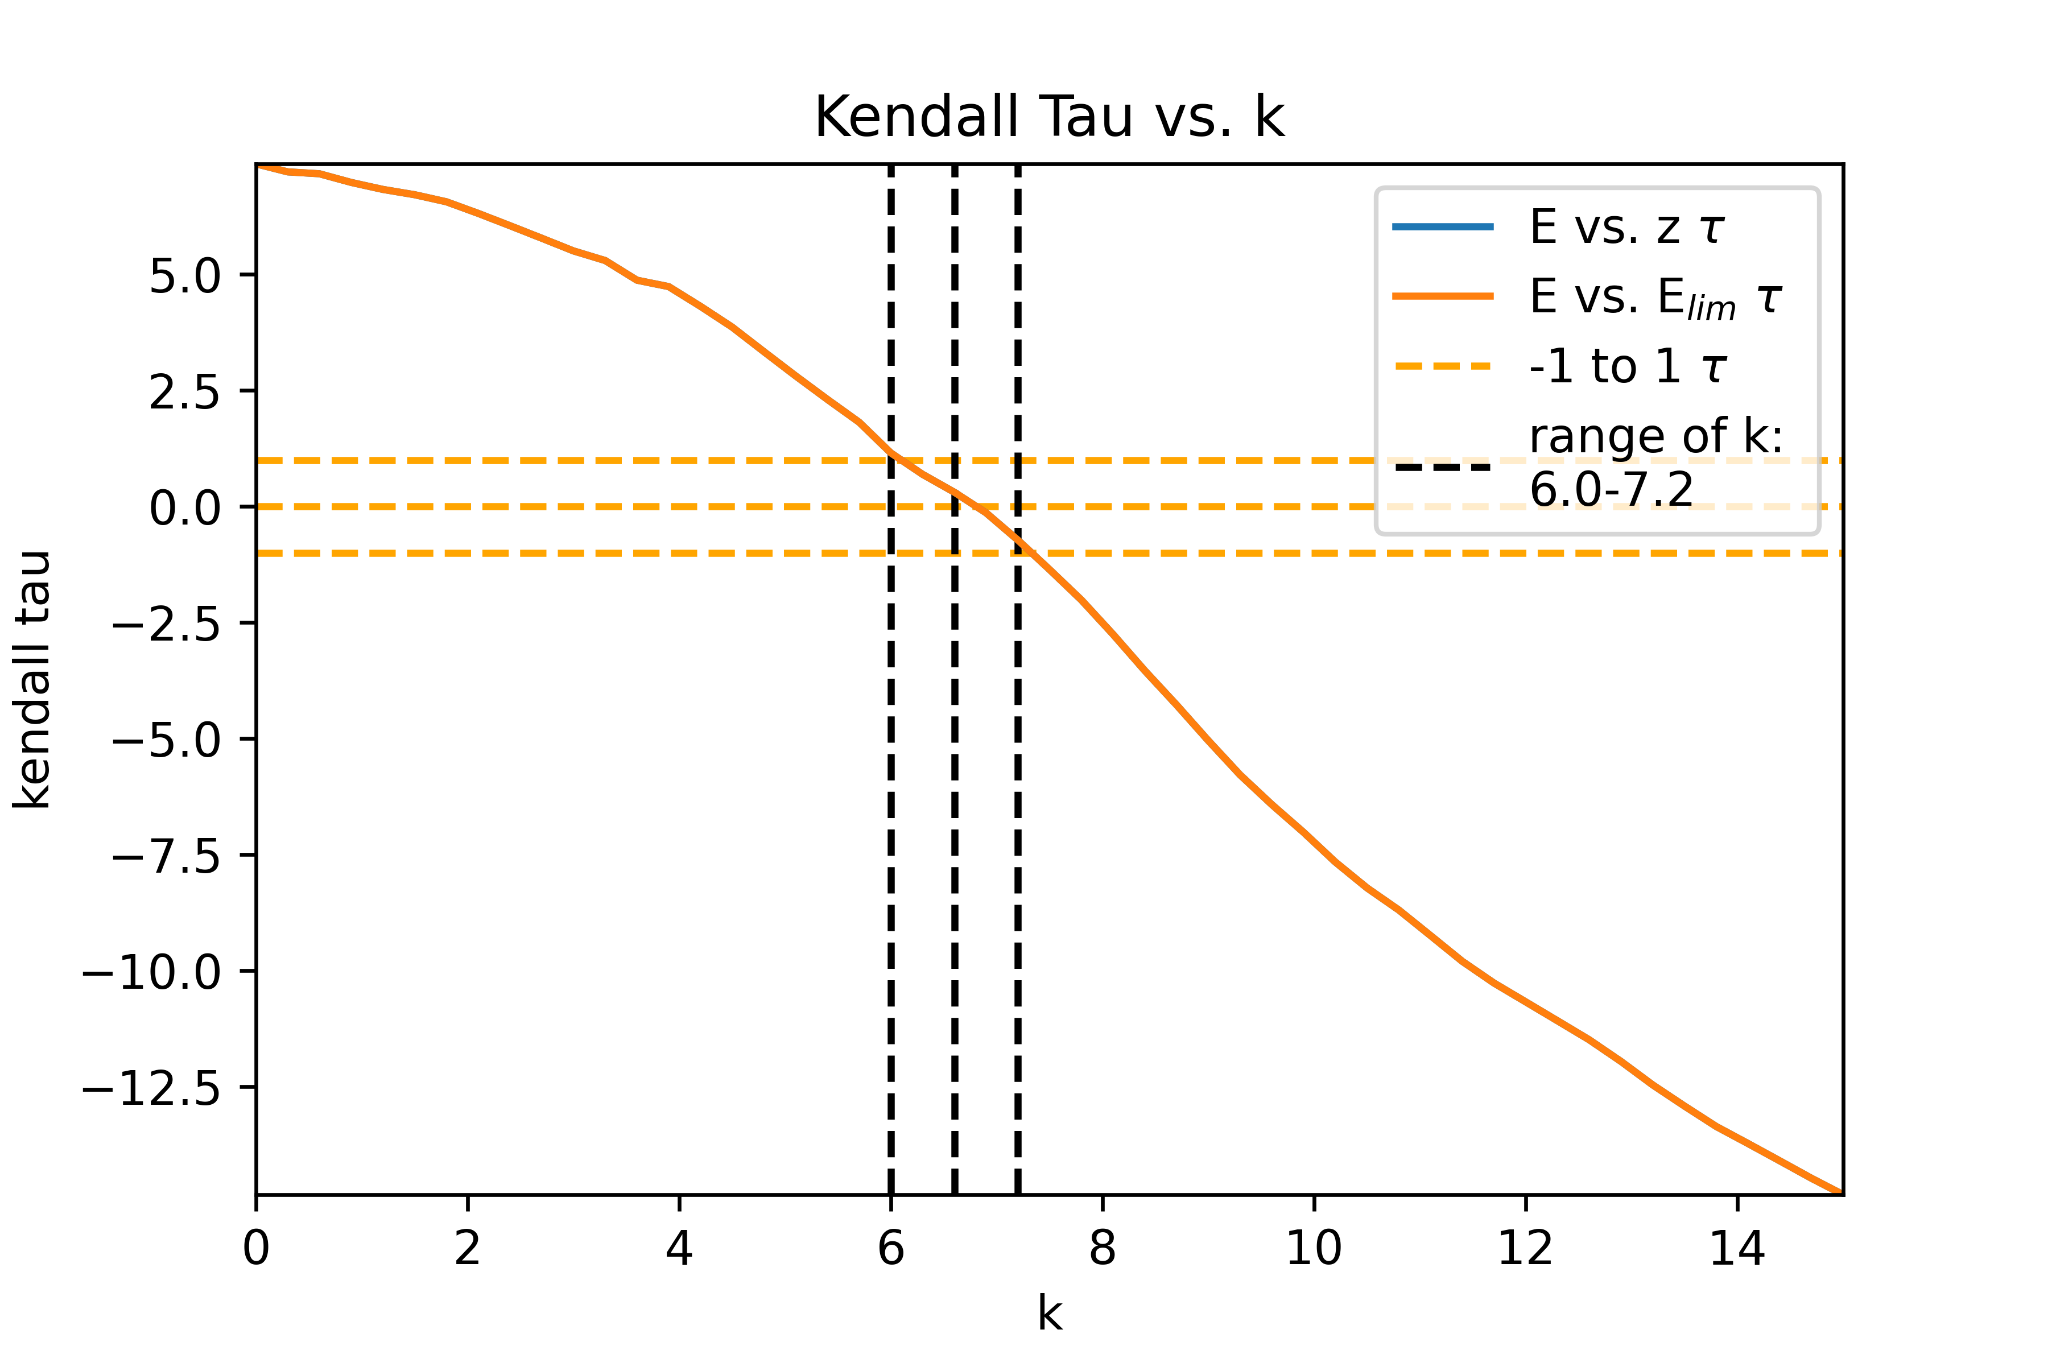 Kendall Tau vs. k
E vs. z τ
E vs. E_lim τ
-1 to 1 τ
range of k:
6.0-7.2
kendall tau
5.0
2.5
0.0
−2.5
−5.0
−7.5
−10.0
−12.5
0 2 4 6 8 10 12 14
k